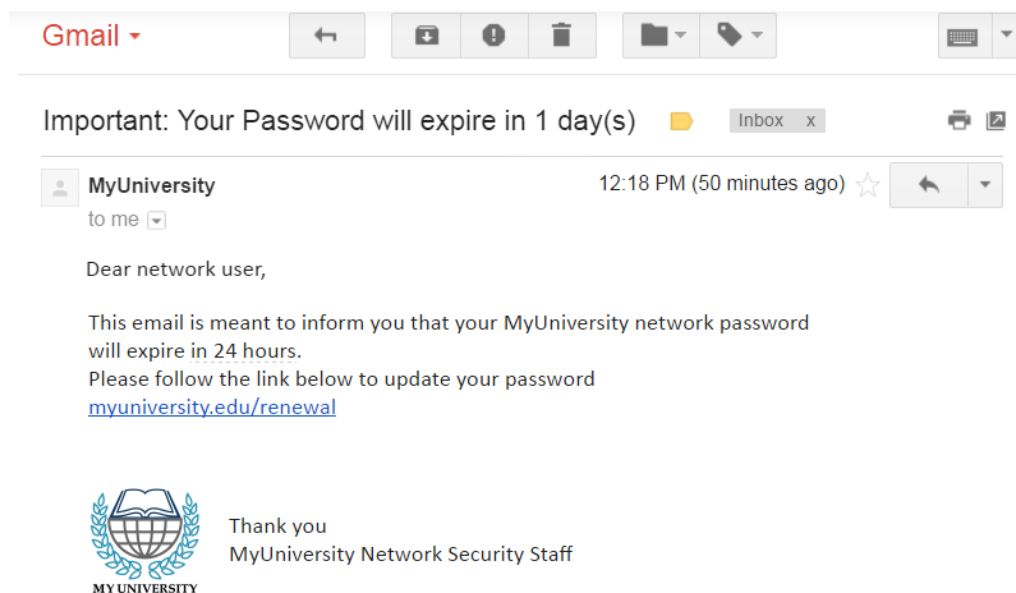 Gmail
Important: Your Password will expire in 1 day(s)
Inbox x
MyUniversity
12:18 PM (50 minutes ago)
to me
Dear network user,
This email is meant to inform you that your MyUniversity network password
will expire in 24 hours.
Please follow the link below to update your password
myuniversity.edu/renewal
Thank you
MyUniversity Network Security Staff
MY UNIVERSITY